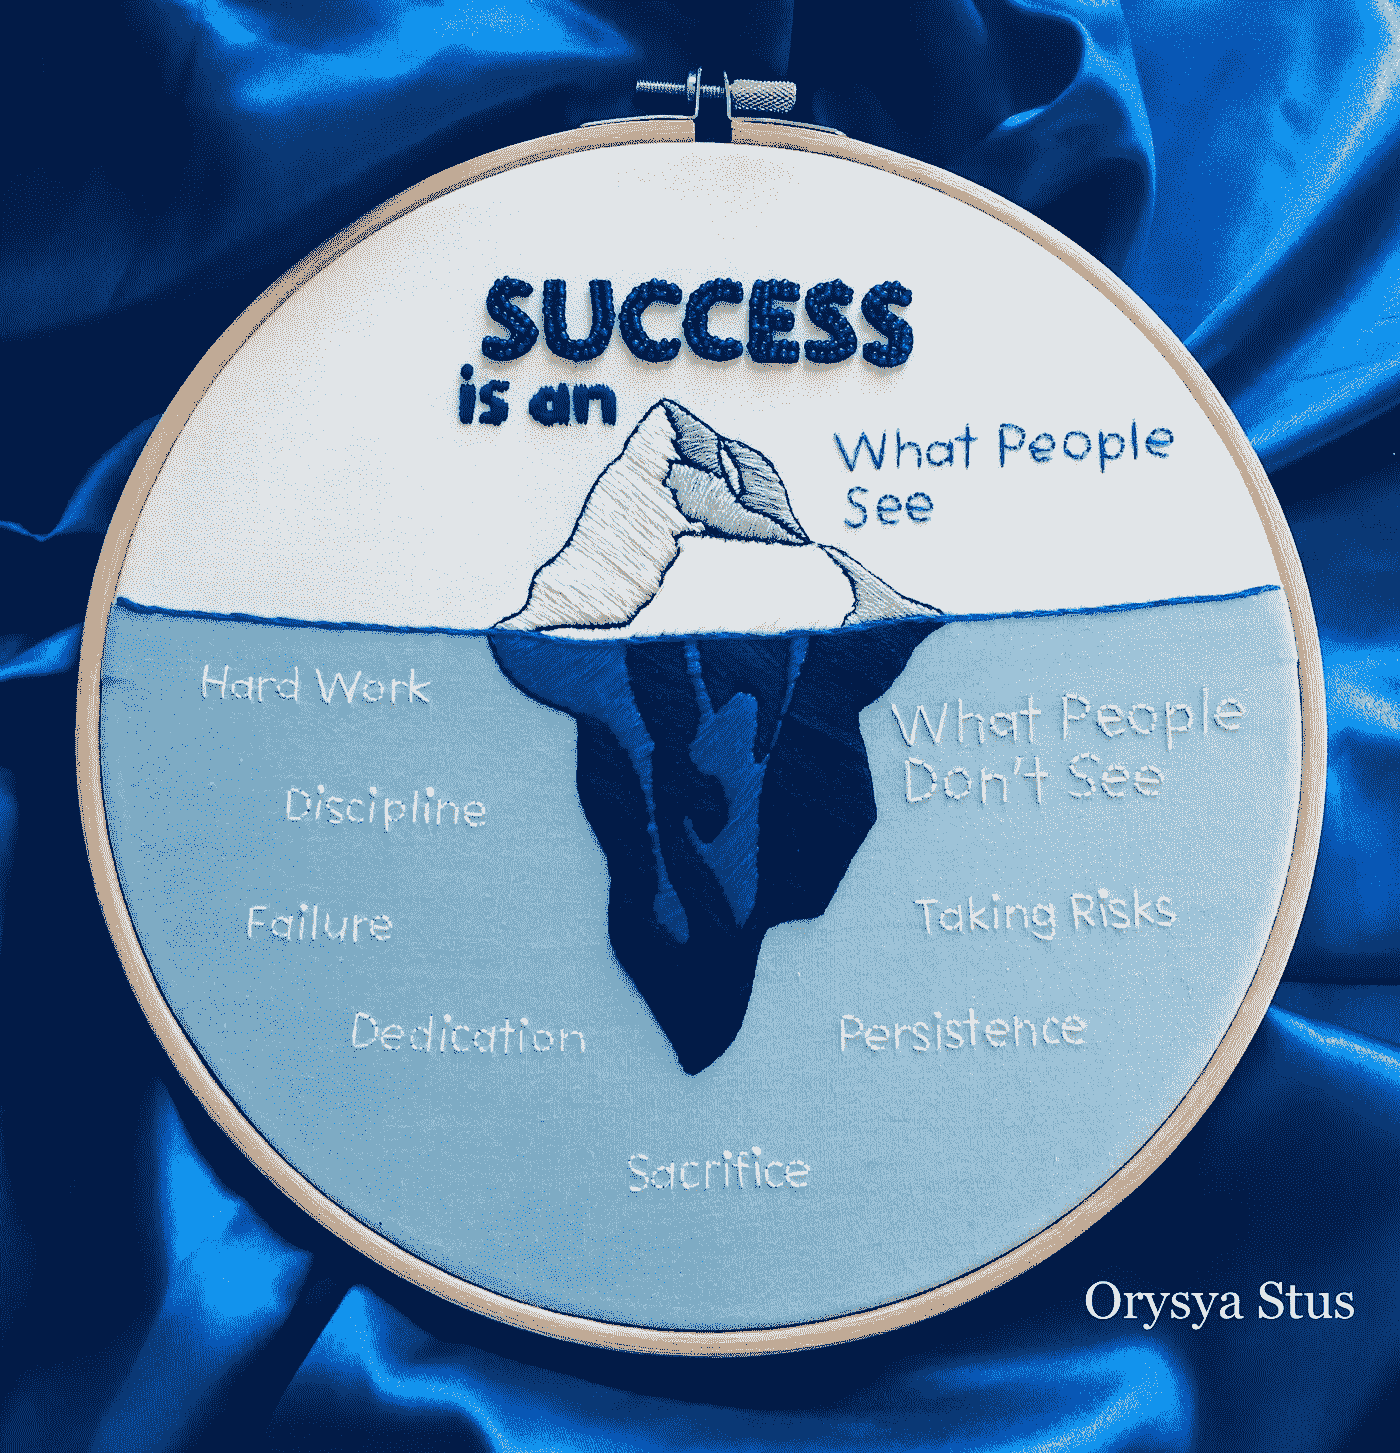 SUCCESS
is an
What People
See
Hard Work
What People
Don't See
Discipline
Failure
Taking Risks
Dedication
Persistence
Sacrifice
Orysya Stus